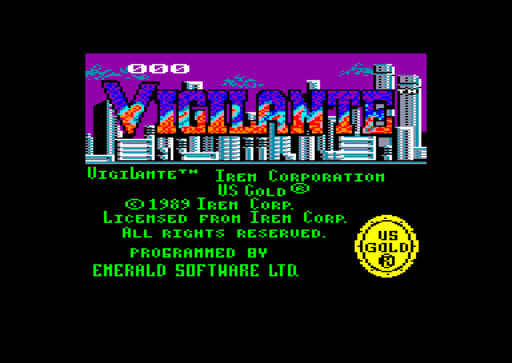 000
VIGILANTE
VIGILANTE™ IREM CORPORATION
US GOLD®
©1989 IREM CORP.
LICENSED FROM IREM CORP.
ALL RIGHTS RESERVED.
PROGRAMMED BY
EMERALD SOFTWARE LTD
US
GOLD
®